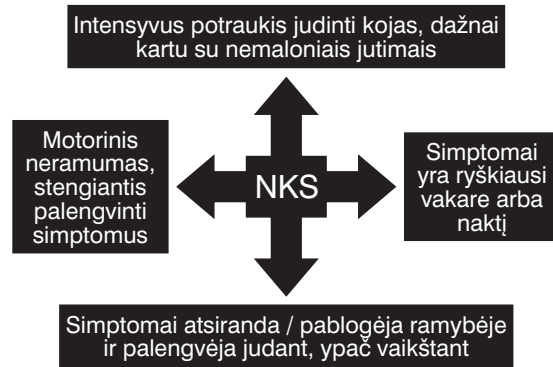 Intensyvus potraukis judinti kojas, dažnai
kartu su nemaloniais jutimais
Motorinis
neramumas,
stengiantis
palengvinti
simptomus
NKS
Simptomai
yra ryškiausi
vakare arba
naktį
Simptomai atsiranda / pablogėja ramybėje
ir palengvėja judant, ypač vaikštant